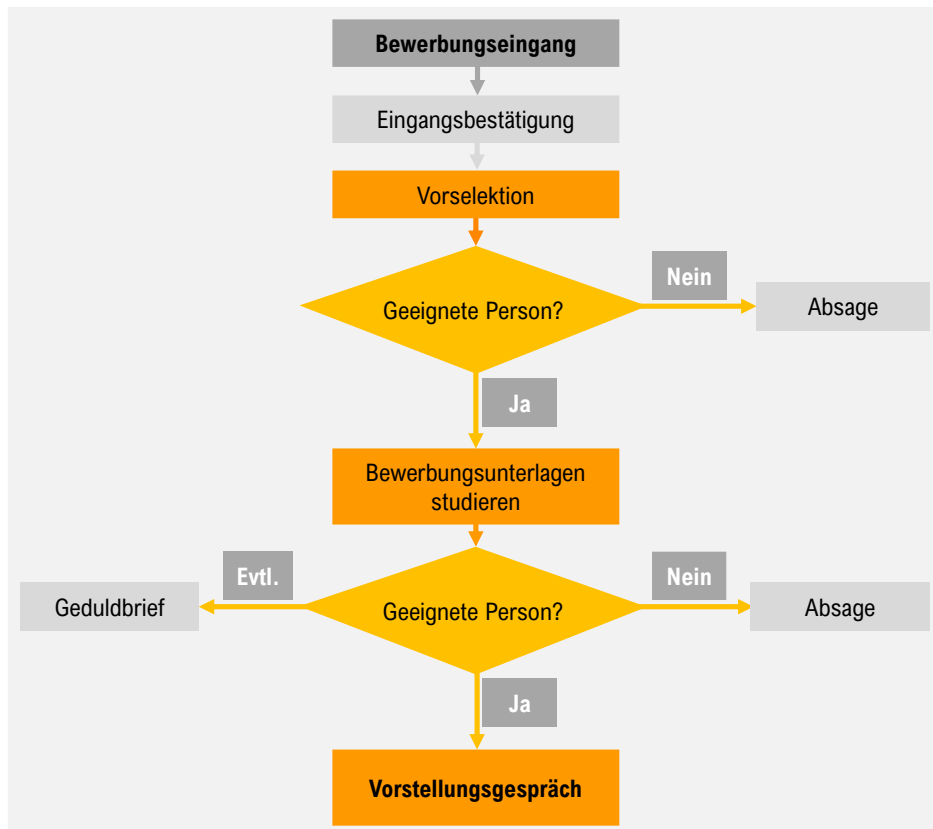 Bewerbungseingang
Eingangsbestätigung
Vorselektion
Geeignete Person?
Nein
Absage
Ja
Bewerbungsunterlagen
studieren
Evtl.
Geduldbrief
Geeignete Person?
Nein
Absage
Ja
Vorstellungsgespräch